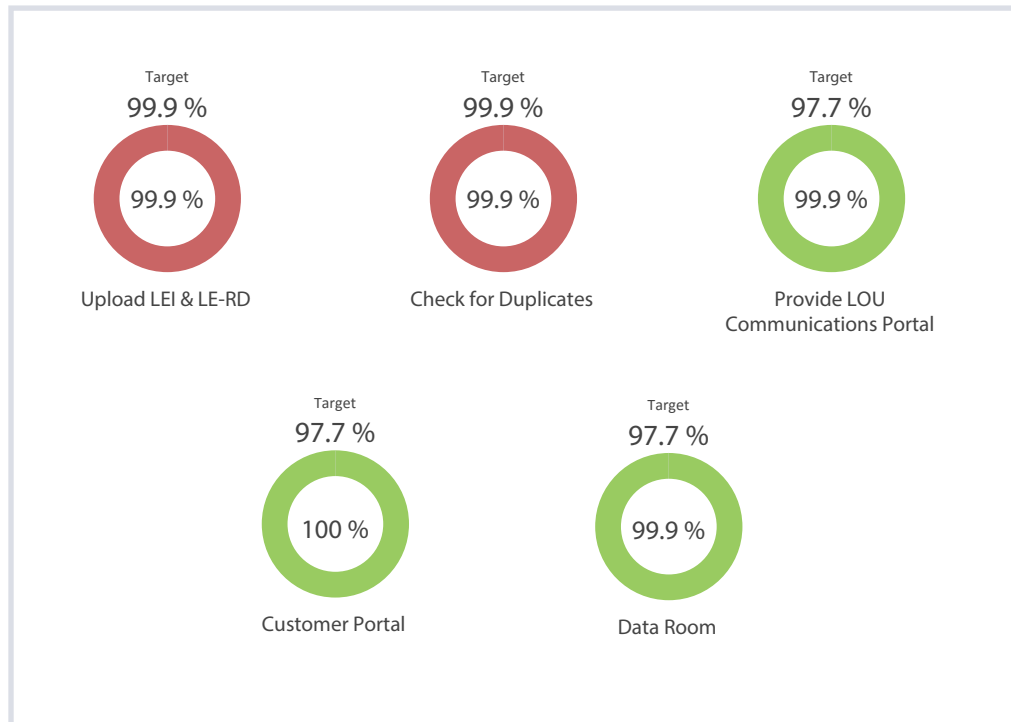 Target
99.9 %
99.9 %
Upload LEI & LE-RD
Target
99.9 %
99.9 %
Check for Duplicates
Target
97.7 %
99.9 %
Provide LOU
Communications Portal
Target
97.7 %
100 %
Customer Portal
Target
97.7 %
99.9 %
Data Room